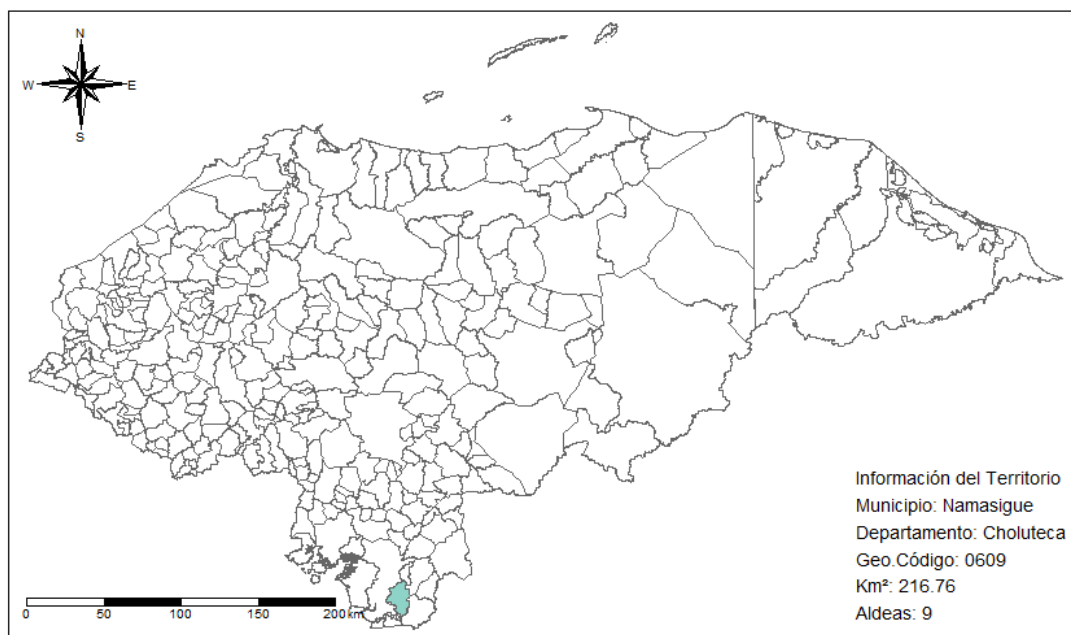 N
W E
S
Información del Territorio
Municipio: Namasigue
Departamento: Choluteca
Geo.Código: 0609
Km²: 216.76
Aldeas: 9
0 50 100 150 200 km